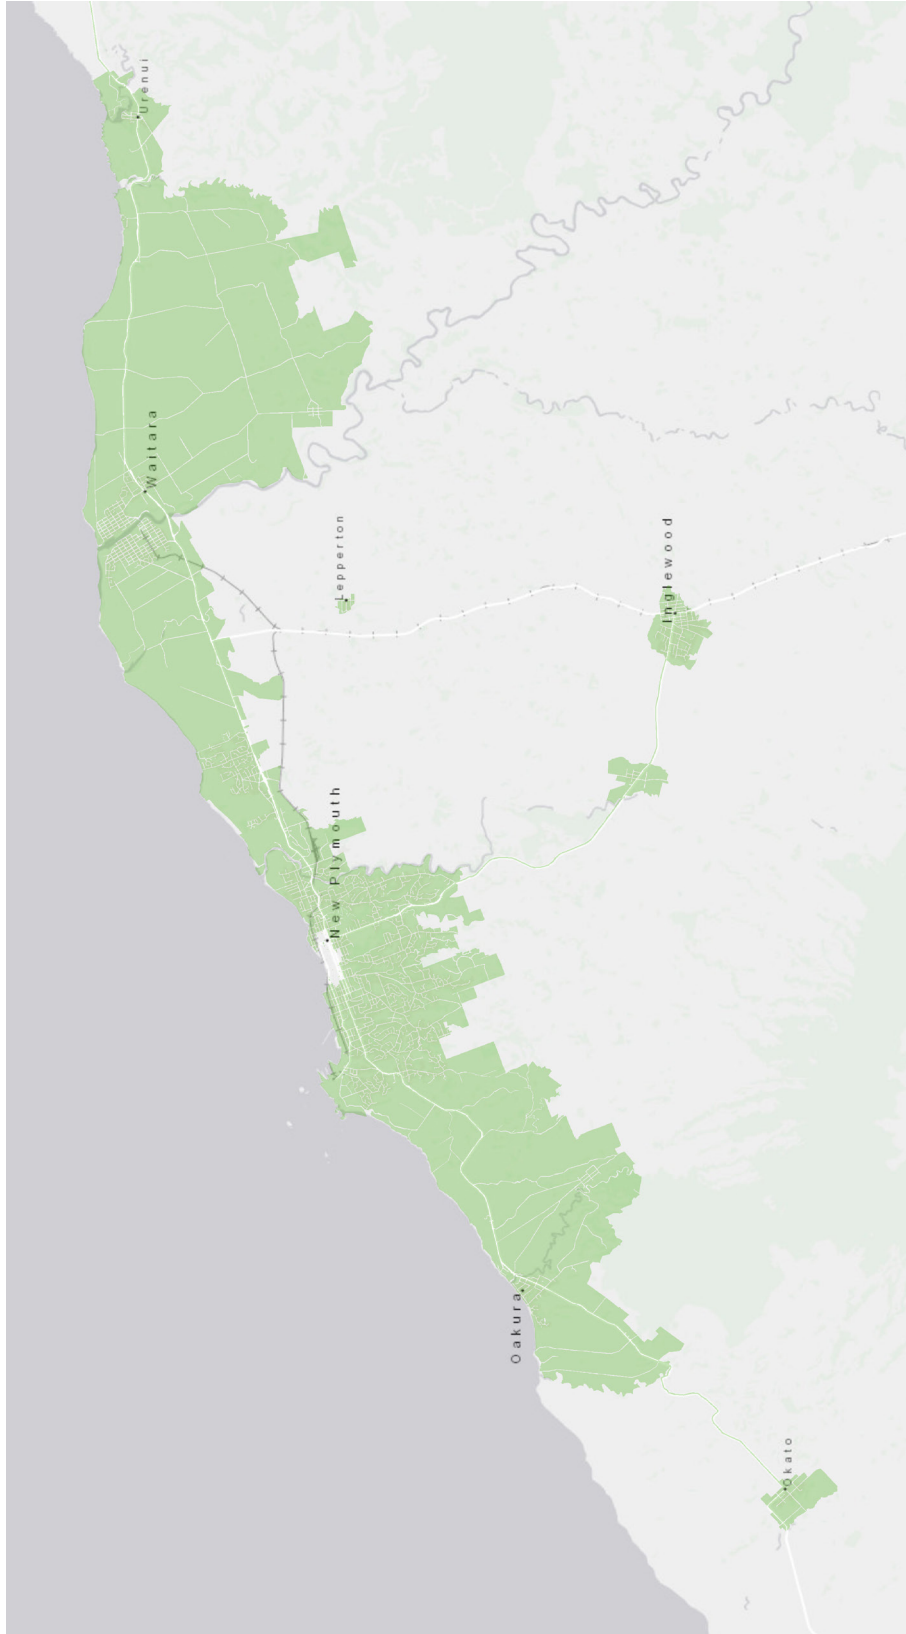 Urenui
Waitara
Lepperton
Inglewood
New Plymouth
Oakura
Okato